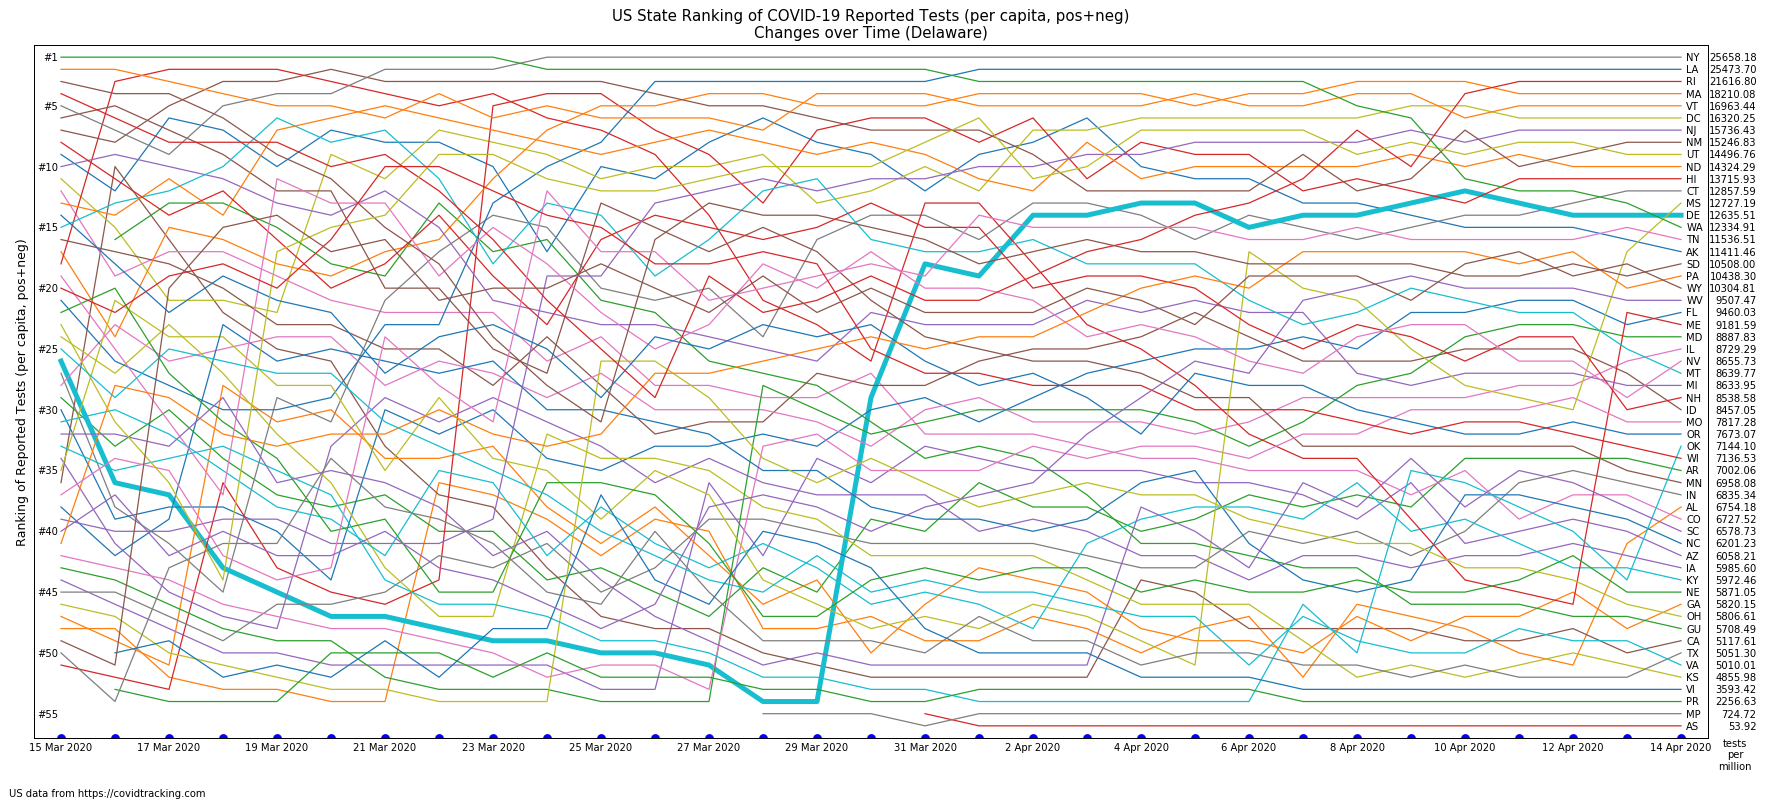 US State Ranking of COVID-19 Reported Tests (per capita, pos+neg)
Changes over Time (Delaware)
Ranking of Reported Tests (per capita, pos+neg)
#1
#5
#10
#15
#20
#25
#30
#35
#40
#45
#50
#55
NY 25658.18
LA 25473.70
RI 21616.80
MA 18210.08
VT 16963.44
DC 16320.25
NJ 15736.43
NM 15246.83
UT 14496.76
ND 14324.29
HI 13715.93
CT 12857.59
MS 12727.19
DE 12635.51
WA 12334.91
TN 11536.51
AK 11411.46
SD 10508.00
PA 10438.30
WY 10304.81
WV 9507.47
FL 9460.03
ME 9181.59
MD 8887.83
IL 8729.29
NV 8655.73
MT 8639.77
MI 8633.95
NH 8538.58
ID 8457.05
MO 7817.28
OR 7673.07
OK 7144.10
WI 7136.53
AR 7002.06
MN 6958.08
IN 6835.34
AL 6754.18
CO 6727.52
SC 6578.73
NC 6201.23
AZ 6058.21
IA 5985.60
KY 5972.46
NE 5871.05
GA 5820.15
OH 5806.61
GU 5708.49
CA 5117.61
TX 5051.30
VA 5010.01
KS 4855.98
VI 3593.42
PR 2256.63
MP 724.72
AS 53.92
15 Mar 2020 17 Mar 2020 19 Mar 2020 21 Mar 2020 23 Mar 2020 25 Mar 2020 27 Mar 2020 29 Mar 2020 31 Mar 2020 2 Apr 2020 4 Apr 2020 6 Apr 2020 8 Apr 2020 10 Apr 2020 12 Apr 2020 14 Apr 2020
tests
per
million
US data from https://covidtracking.com